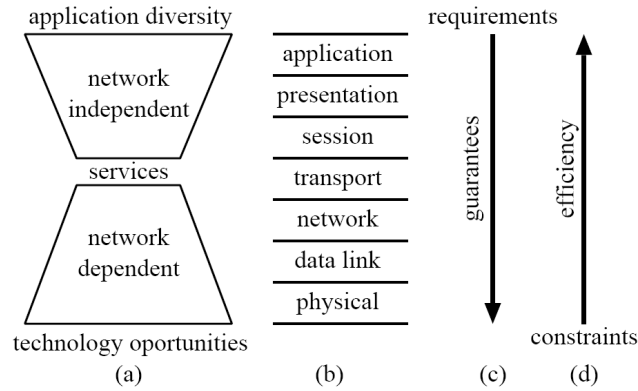 application diversity
network
independent
services
network
dependent
technology oportunities
(a)
application
presentation
session
transport
network
data link
physical
(b)
requirements
guarantees
(c)
efficiency
constraints
(d)